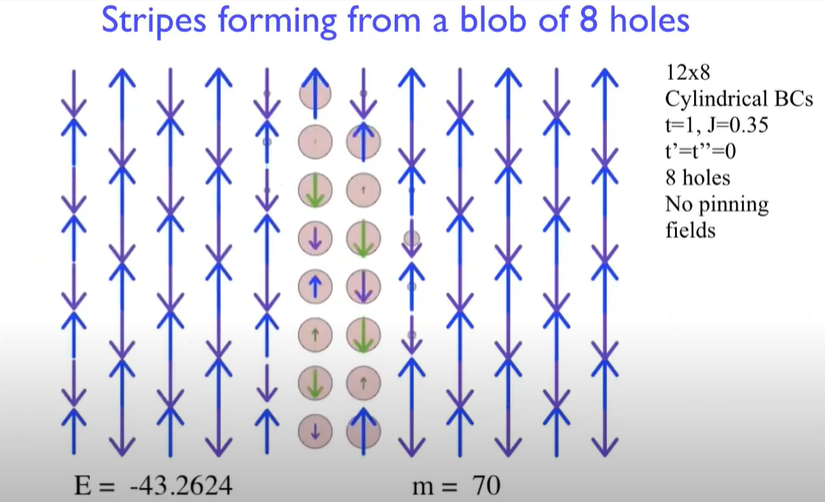 Stripes forming from a blob of 8 holes
12x8
Cylindrical BCs
t=1, J=0.35
t’=t”=0
8 holes
No pinning
fields
E = -43.2624
m = 70